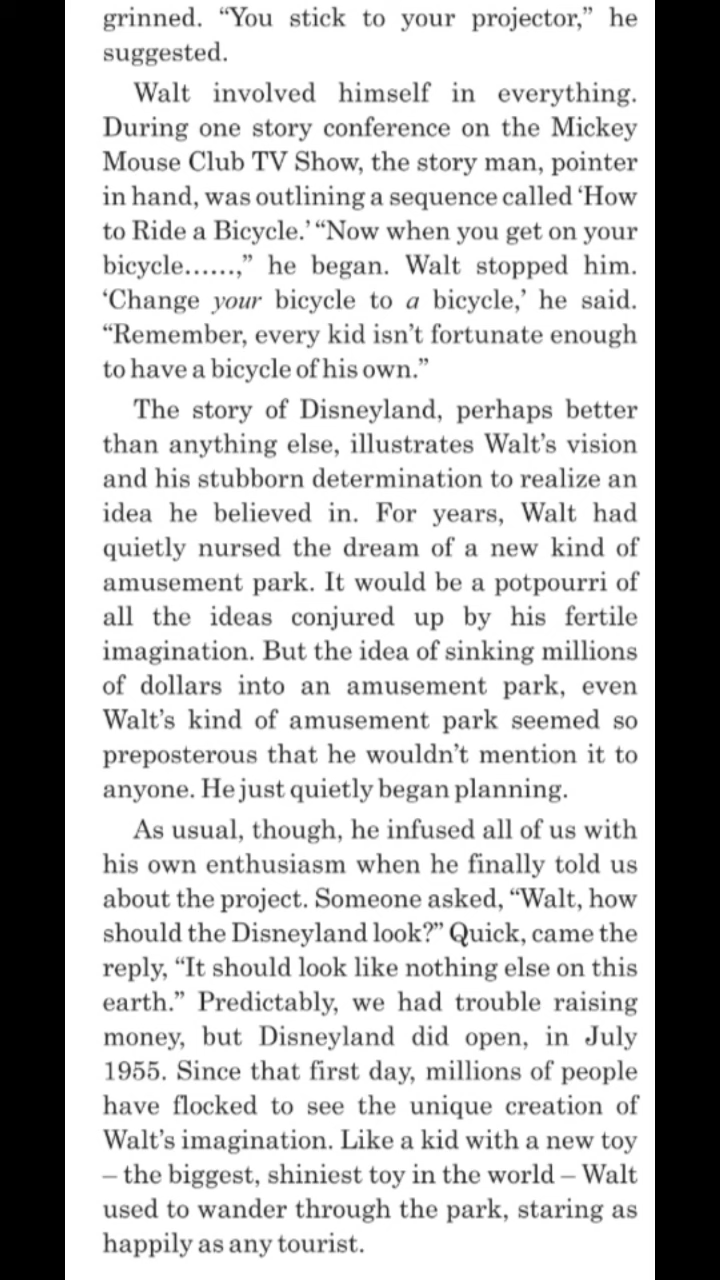 grinned. “You stick to your projector,” he
suggested.
Walt involved himself in everything.
During one story conference on the Mickey
Mouse Club TV Show, the story man, pointer
in hand, was outlining a sequence called ‘How
to Ride a Bicycle.’ “Now when you get on your
bicycle......,” he began. Walt stopped him.
‘Change your bicycle to a bicycle,’ he said.
“Remember, every kid isn’t fortunate enough
to have a bicycle of his own.”
The story of Disneyland, perhaps better
than anything else, illustrates Walt’s vision
and his stubborn determination to realize an
idea he believed in. For years, Walt had
quietly nursed the dream of a new kind of
amusement park. It would be a potpourri of
all the ideas conjured up by his fertile
imagination. But the idea of sinking millions
of dollars into an amusement park, even
Walt’s kind of amusement park seemed so
preposterous that he wouldn’t mention it to
anyone. He just quietly began planning.
As usual, though, he infused all of us with
his own enthusiasm when he finally told us
about the project. Someone asked, “Walt, how
should the Disneyland look?” Quick, came the
reply, “It should look like nothing else on this
earth.” Predictably, we had trouble raising
money, but Disneyland did open, in July
1955. Since that first day, millions of people
have flocked to see the unique creation of
Walt’s imagination. Like a kid with a new toy
– the biggest, shiniest toy in the world – Walt
used to wander through the park, staring as
happily as any tourist.